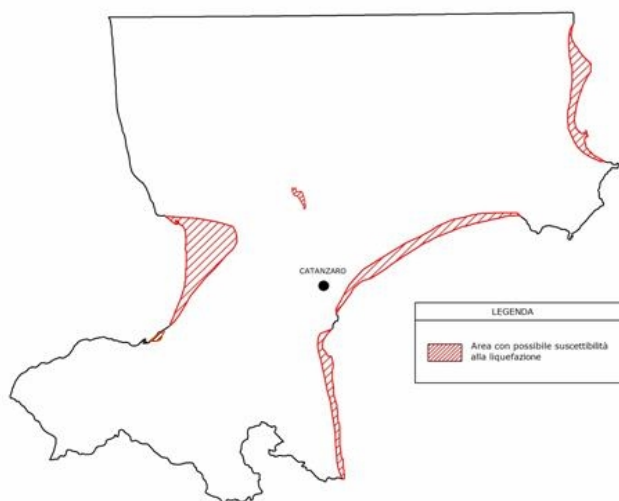 CATANZARO
LEGENDA
Area con possibile suscettibilità
alla liquefazione